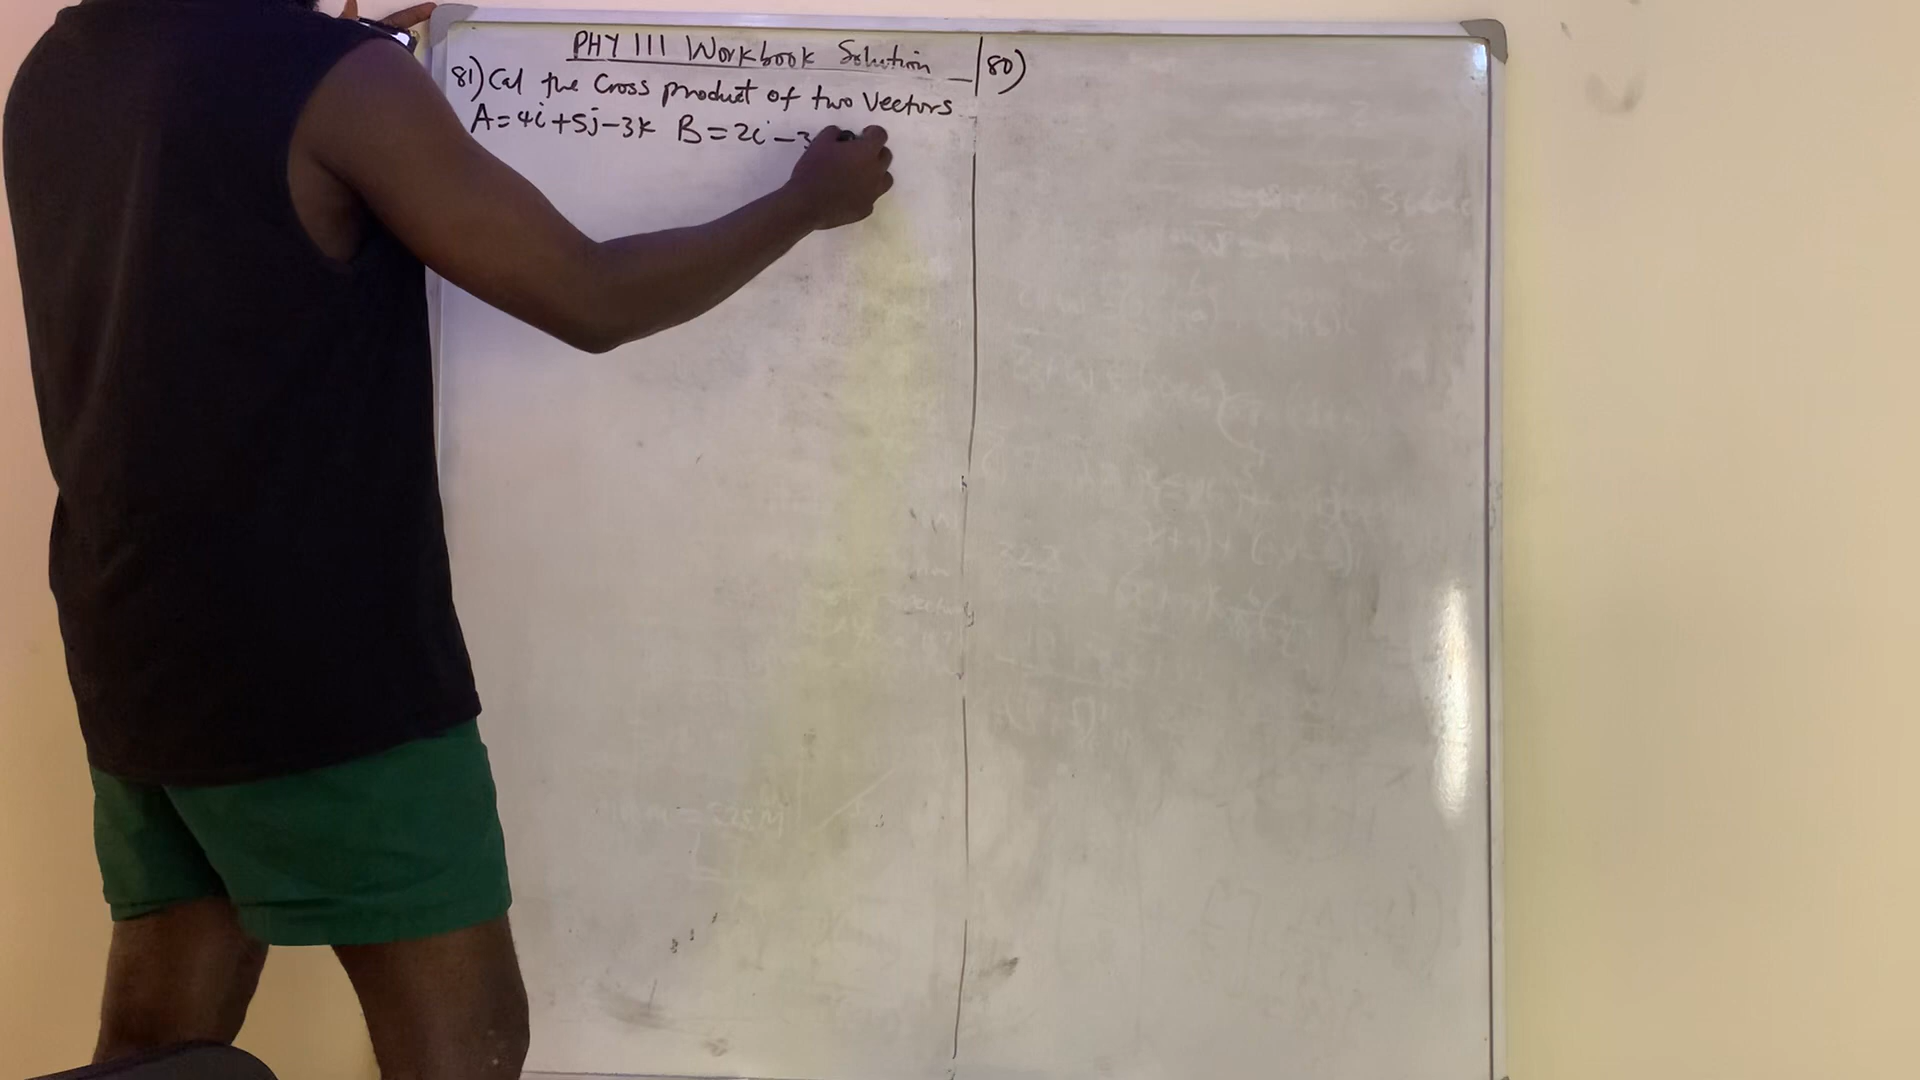 PHY 111 Workbook Solution
81) Cal the Cross product of two Vectors
A=4i+5j-3k B=2i-3
80)